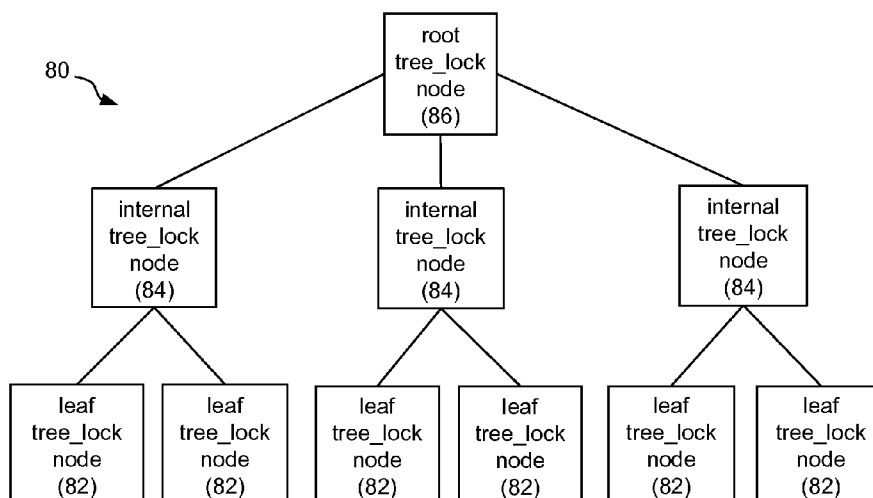 80
root
tree_lock
node
(86)
internal
tree_lock
node
(84)
internal
tree_lock
node
(84)
internal
tree_lock
node
(84)
leaf
tree_lock
node
(82)
leaf
tree_lock
node
(82)
leaf
tree_lock
node
(82)
leaf
tree_lock
node
(82)
leaf
tree_lock
node
(82)
leaf
tree_lock
node
(82)